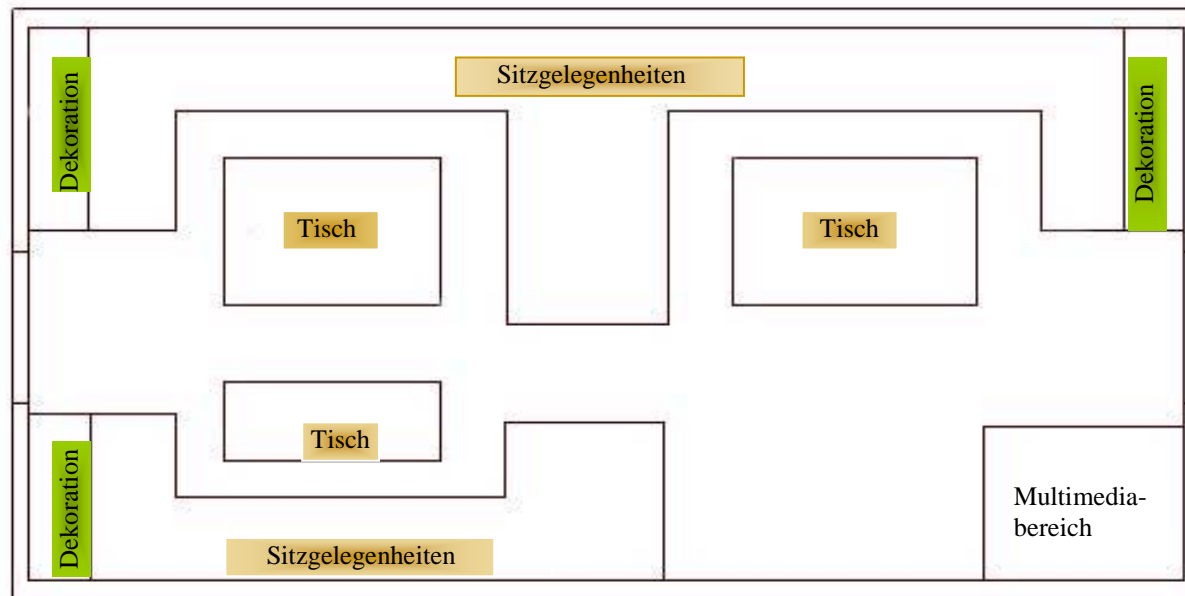 Sitzgelegenheiten
Dekoration
Dekoration
Tisch
Tisch
Tisch
Dekoration
Multimedia-
bereich
Sitzgelegenheiten